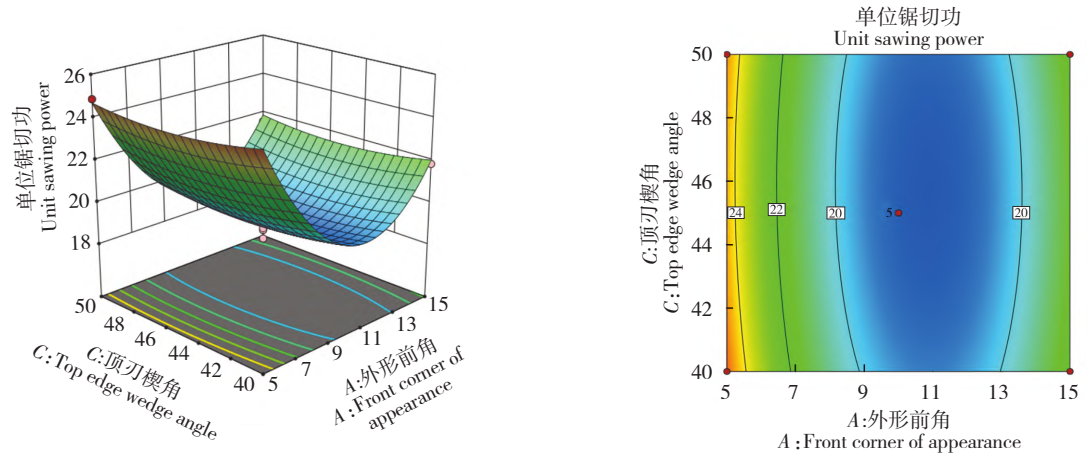 26
24
22
20
18
单位锯切功
Unit sawing power
50
48
46
44
42
40
C:顶刃楔角
C:Top edge wedge angle
5
7
9
11
13
15
A:外形前角
A:Front corner of
appearance
单位锯切功
Unit sawing power
50
48
46
44
42
40
C:顶刃楔角
C:Top edge wedge angle
24
22
20
5
20
5
7
9
11
13
15
A:外形前角
A:Front corner of appearance